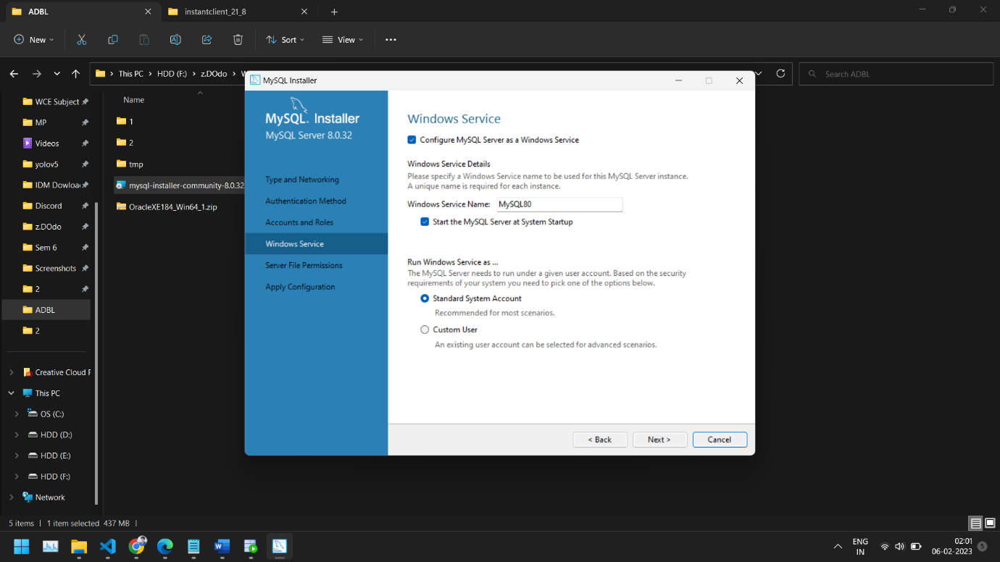 ADBL
instantclient_21_8
New
Sort
View
This PC
HDD (F:)
z.DOdo
Search ADBL
WCE Subject
MP
Videos
yolov5
IDM Dowloa
Discord
z.DOdo
Sem 6
Screenshots
2
ADBL
2
Creative Cloud F
This PC
OS (C:)
HDD (D:)
HDD (E:)
HDD (F:)
Network
Name
1
2
tmp
mysql-installer-community-8.0.32
OracleXE184_Win64_1.zip
MySQL Installer
MySQL. Installer
MySQL Server 8.0.32
Type and Networking
Authentication Method
Accounts and Roles
Windows Service
Server File Permissions
Apply Configuration
Windows Service
Configure MySQL Server as a Windows Service
Windows Service Details
Please specify a Windows Service name to be used for this MySQL Server instance.
A unique name is required for each instance.
Windows Service Name: MySQL80
Start the MySQL Server at System Startup
Run Windows Service as ...
The MySQL Server needs to run under a given user account. Based on the security
requirements of your system you need to pick one of the options below.
Standard System Account
Recommended for most scenarios.
Custom User
An existing user account can be selected for advanced scenarios.
< Back
Next >
Cancel
5 items
1 item selected 437 MB
ENG
IN
02:01
06-02-2023
5